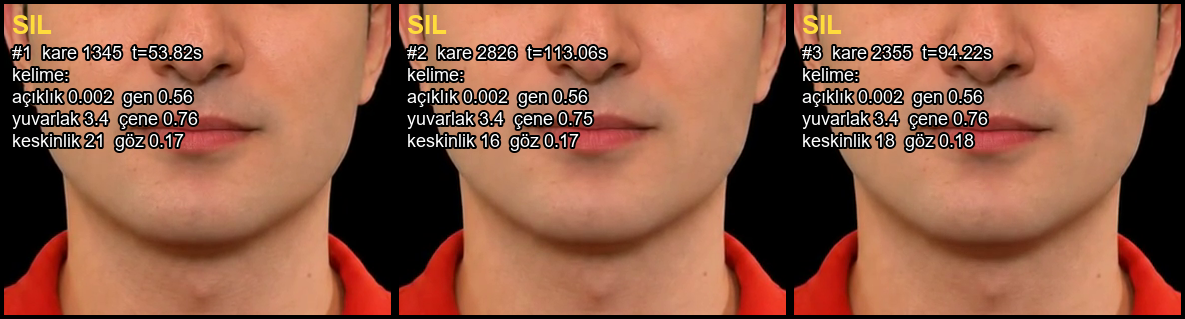 SIL
#1 kare 1345 t=53.82s
kelime:
açıklık 0.002 gen 0.56
yuvarlak 3.4 çene 0.76
keskinlik 21 göz 0.17
SIL
#2 kare 2826 t=113.06s
kelime:
açıklık 0.002 gen 0.56
yuvarlak 3.4 çene 0.75
keskinlik 16 göz 0.17
SIL
#3 kare 2355 t=94.22s
kelime:
açıklık 0.002 gen 0.56
yuvarlak 3.4 çene 0.76
keskinlik 18 göz 0.18